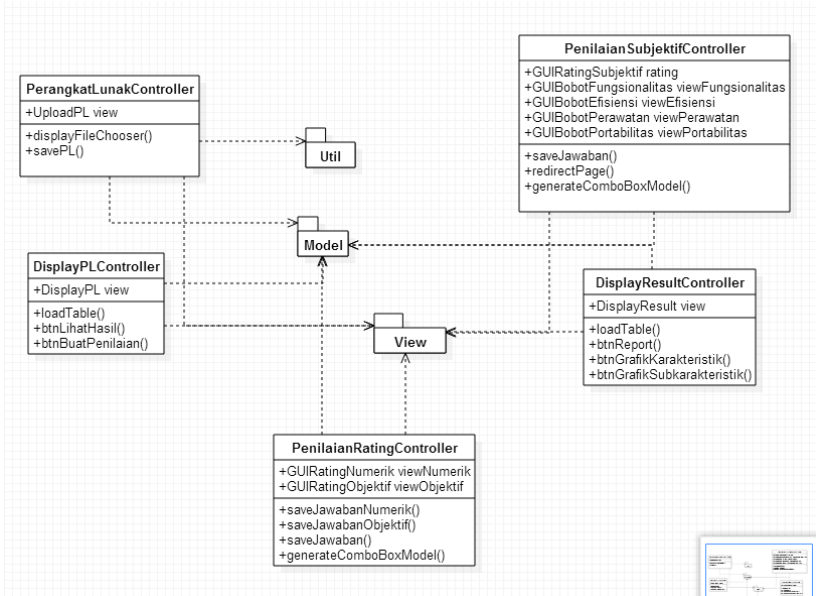 PenilaianSubjektifController
+GUIRatingSubjektif rating
+GUIBobotFungsionalitas viewFungsionalitas
+GUIBobotEfisiensi viewEfisiensi
+GUIBobotPerawatan viewPerawatan
+GUIBobotPortabilitas viewPortabilitas
+saveJawaban()
+redirectPage()
+generateComboBoxModel()
PerangkatLunakController
+UploadPL view
+displayFileChooser()
+savePL()
Util
Model
DisplayPLController
+DisplayPL view
+loadTable()
+btnLihatHasil()
+btnBuatPenilaian()
View
DisplayResultController
+DisplayResult view
+loadTable()
+btnReport()
+btnGrafikKarakteristik()
+btnGrafikSubkarakteristik()
PenilaianRatingController
+GUIRatingNumerik viewNumerik
+GUIRatingObjektif viewObjektif
+saveJawabanNumerik()
+saveJawabanObjektif()
+saveJawaban()
+generateComboBoxModel()